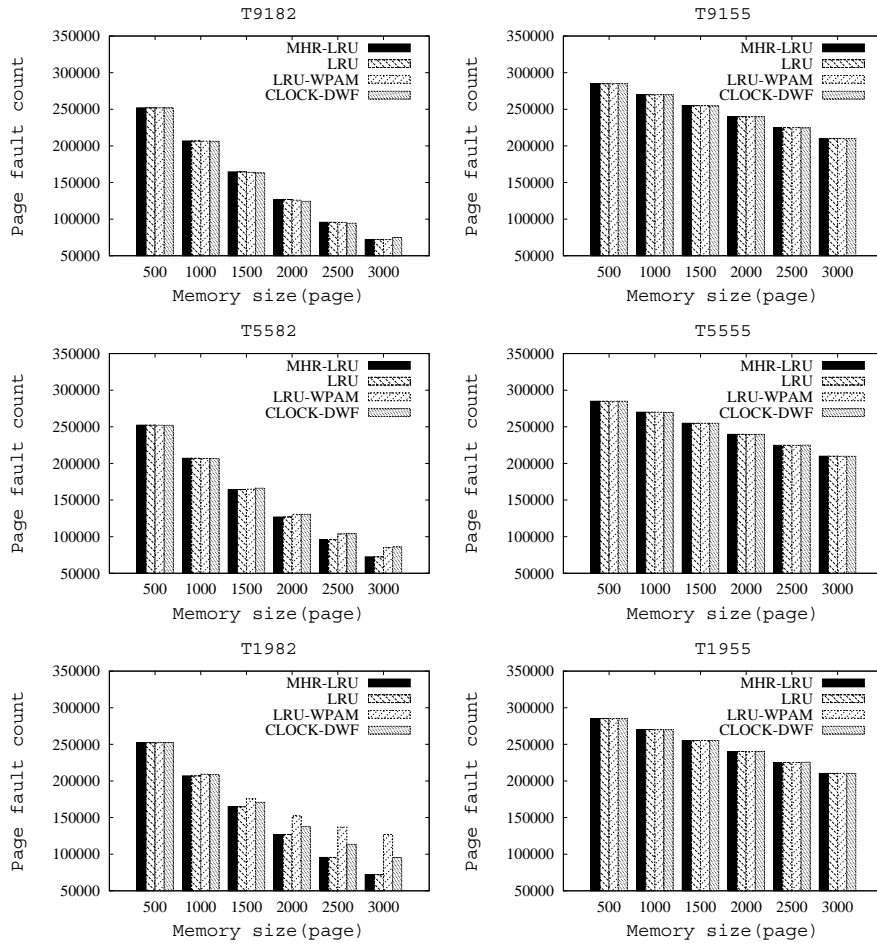 T9182
Page fault count
350000
300000
250000
200000
150000
100000
50000
MHR-LRU
LRU
LRU-WPAM
CLOCK-DWF
500 1000 1500 2000 2500 3000
Memory size(page)
T9155
Page fault count
350000
300000
250000
200000
150000
100000
50000
MHR-LRU
LRU
LRU-WPAM
CLOCK-DWF
500 1000 1500 2000 2500 3000
Memory size(page)
T5582
Page fault count
350000
300000
250000
200000
150000
100000
50000
MHR-LRU
LRU
LRU-WPAM
CLOCK-DWF
500 1000 1500 2000 2500 3000
Memory size(page)
T5555
Page fault count
350000
300000
250000
200000
150000
100000
50000
MHR-LRU
LRU
LRU-WPAM
CLOCK-DWF
500 1000 1500 2000 2500 3000
Memory size(page)
T1982
Page fault count
350000
300000
250000
200000
150000
100000
50000
MHR-LRU
LRU
LRU-WPAM
CLOCK-DWF
500 1000 1500 2000 2500 3000
Memory size(page)
T1955
Page fault count
350000
300000
250000
200000
150000
100000
50000
MHR-LRU
LRU
LRU-WPAM
CLOCK-DWF
500 1000 1500 2000 2500 3000
Memory size(page)